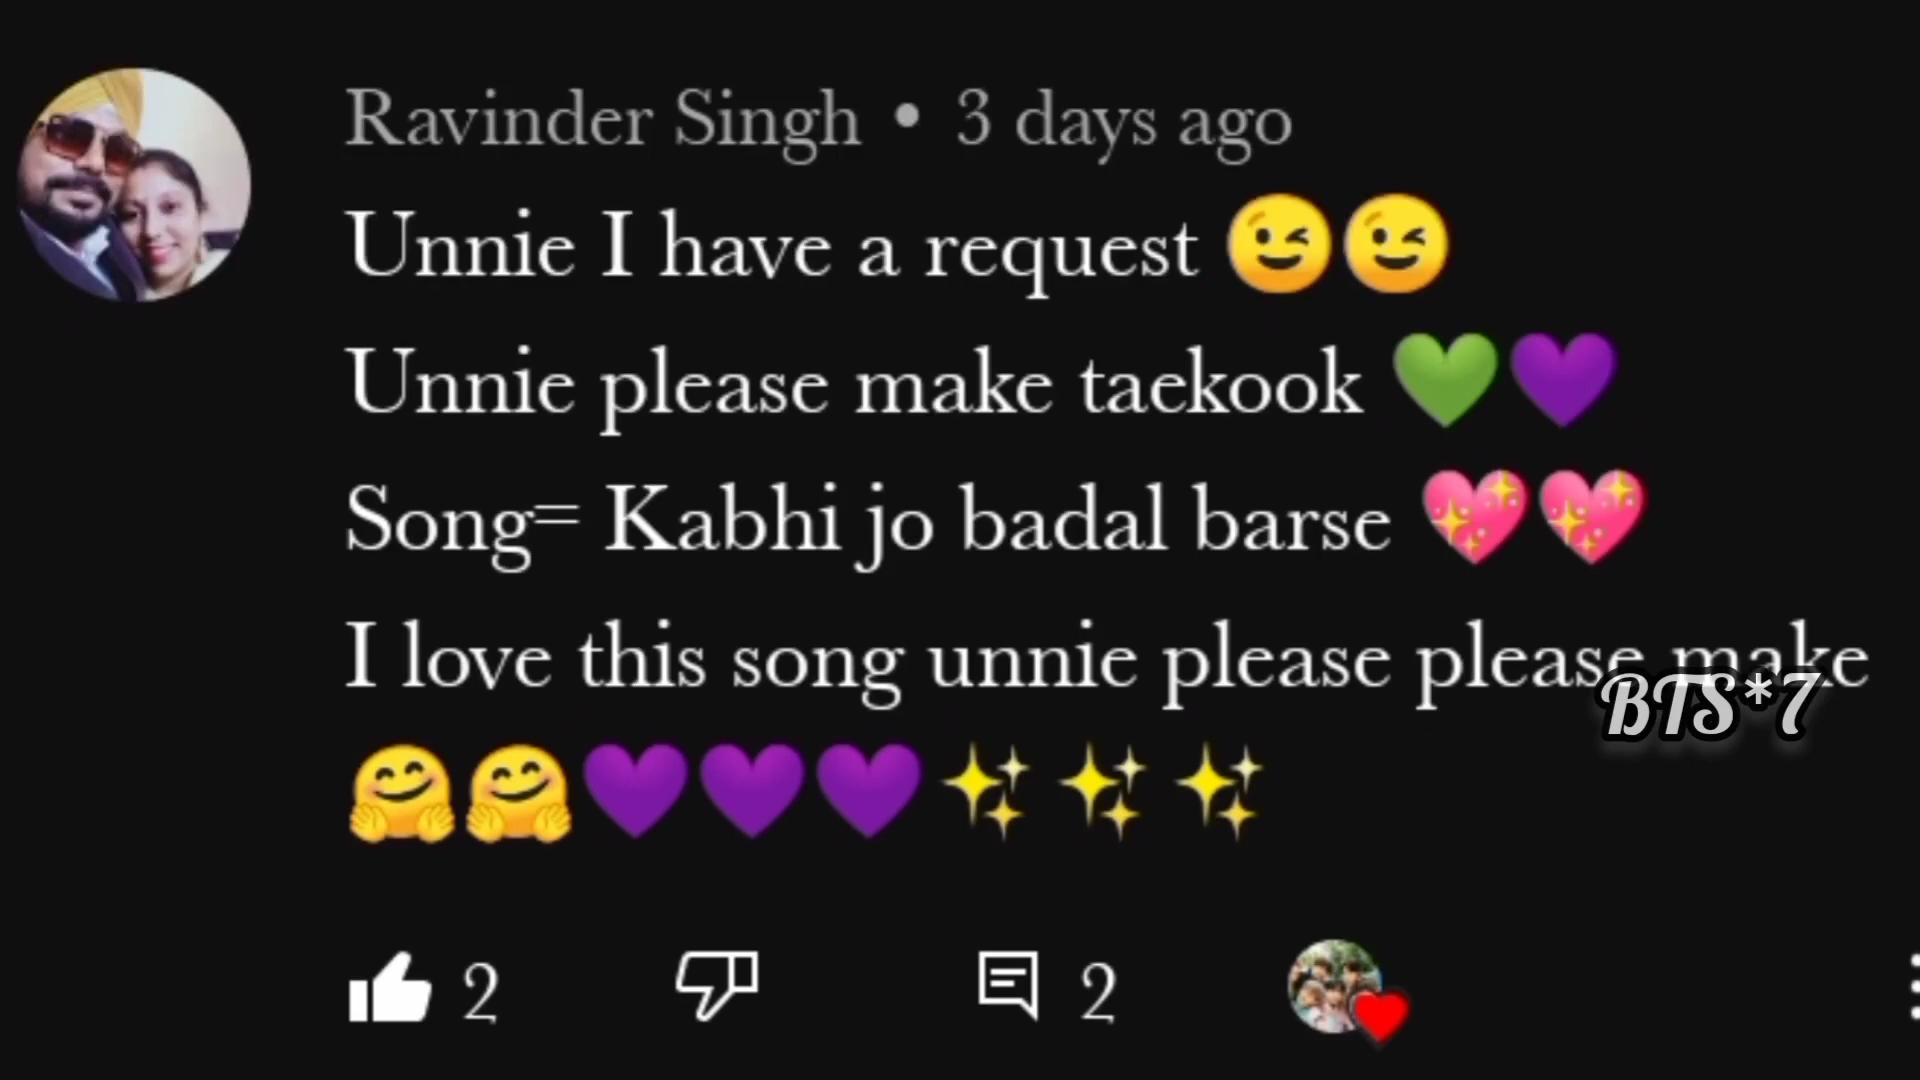 Ravinder Singh • 3 days ago
Unnie I have a request 😉😉
Unnie please make taekook 💚💜
Song= Kabhi jo badal barse 💖💖
I love this song unnie please please make
BTS*7
🤗🤗💜💜💜✨✨✨
2
2